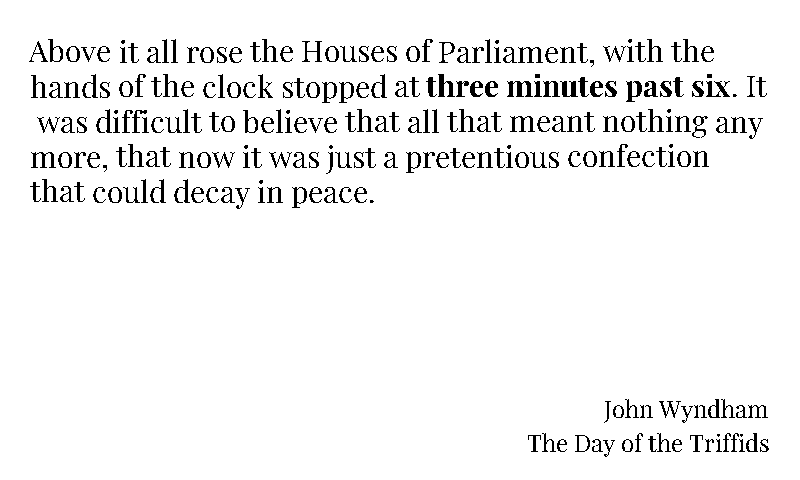 Above it all rose the Houses of Parliament, with the
hands of the clock stopped at three minutes past six. It
was difficult to believe that all that meant nothing any
more, that now it was just a pretentious confection
that could decay in peace.
John Wyndham
The Day of the Triffids